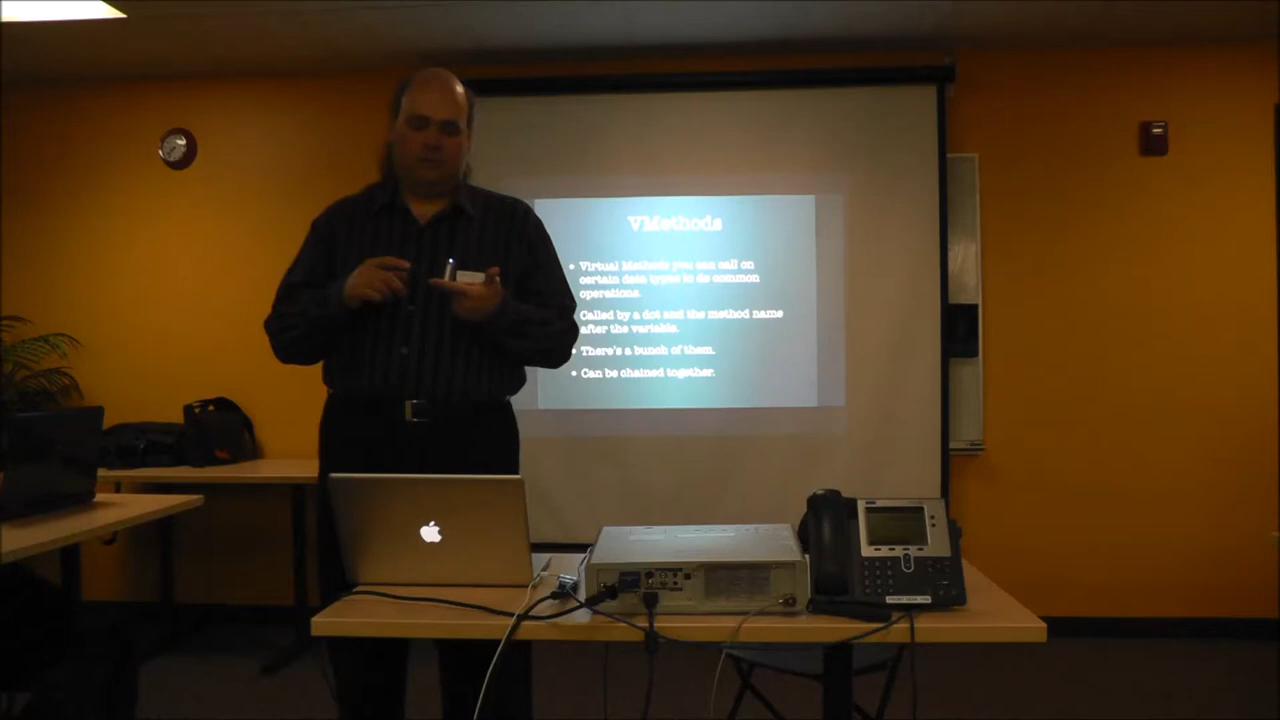 VMethods
• Virtual Methods you can call on
certain data types to do common
operations.
Called by a dot and the method name
after the variable.
• There's a bunch of them.
• Can be chained together.